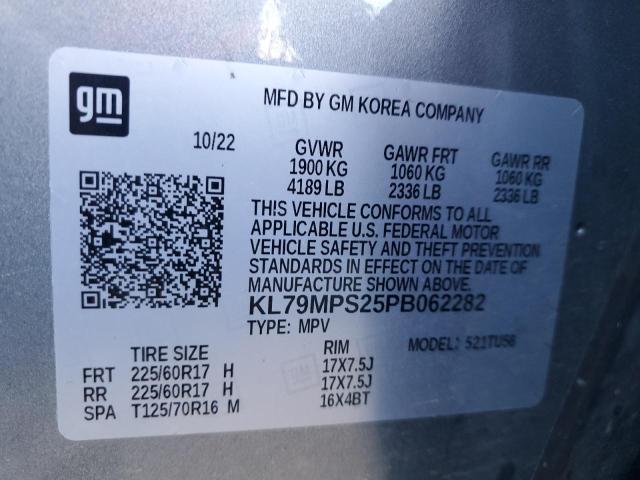 gm
MFD BY GM KOREA COMPANY
10/22
GVWR GAWR FRT GAWR RR
1900 KG 1060 KG 1060 KG
4189 LB 2336 LB 2336 LB
THIS VEHICLE CONFORMS TO ALL
APPLICABLE U.S. FEDERAL MOTOR
VEHICLE SAFETY AND THEFT PREVENTION
STANDARDS IN EFFECT ON THE DATE OF
MANUFACTURE SHOWN ABOVE.
KL79MPS25PB062282
TYPE: MPV MODEL: 521TU56
TIRE SIZE RIM
FRT 225/60R17 H 17X7.5J
RR 225/60R17 H 17X7.5J
SPA T125/70R16 M 16X4BT